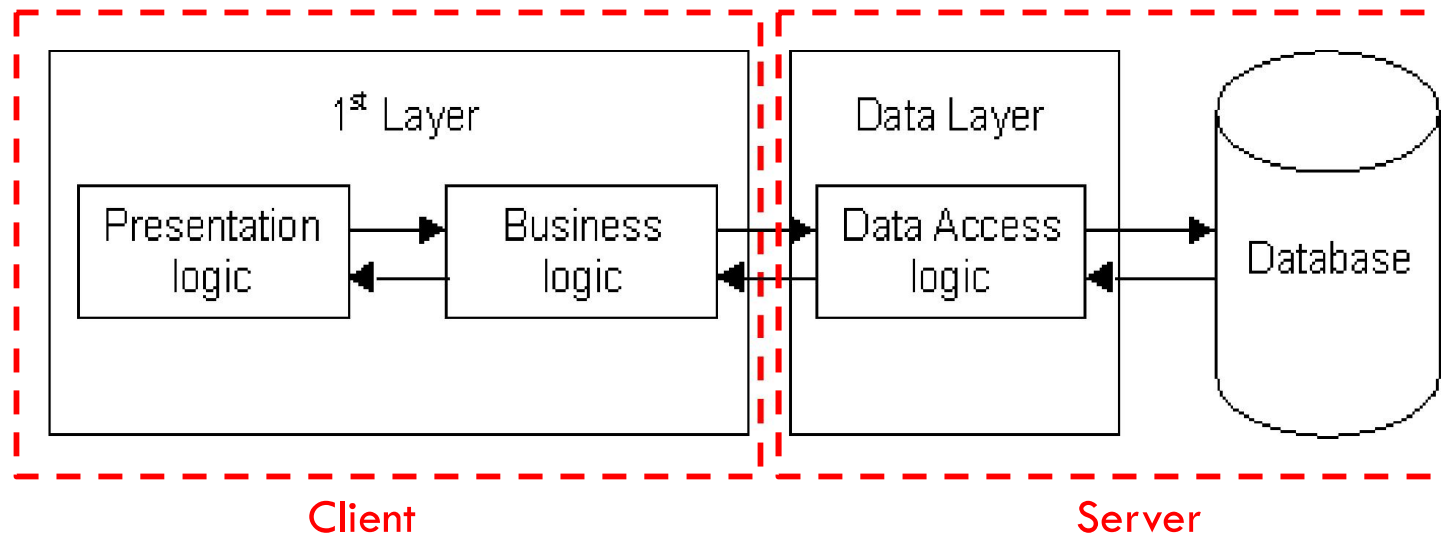 1st Layer
Presentation
logic
Business
logic
Data Layer
Data Access
logic
Database
Client
Server